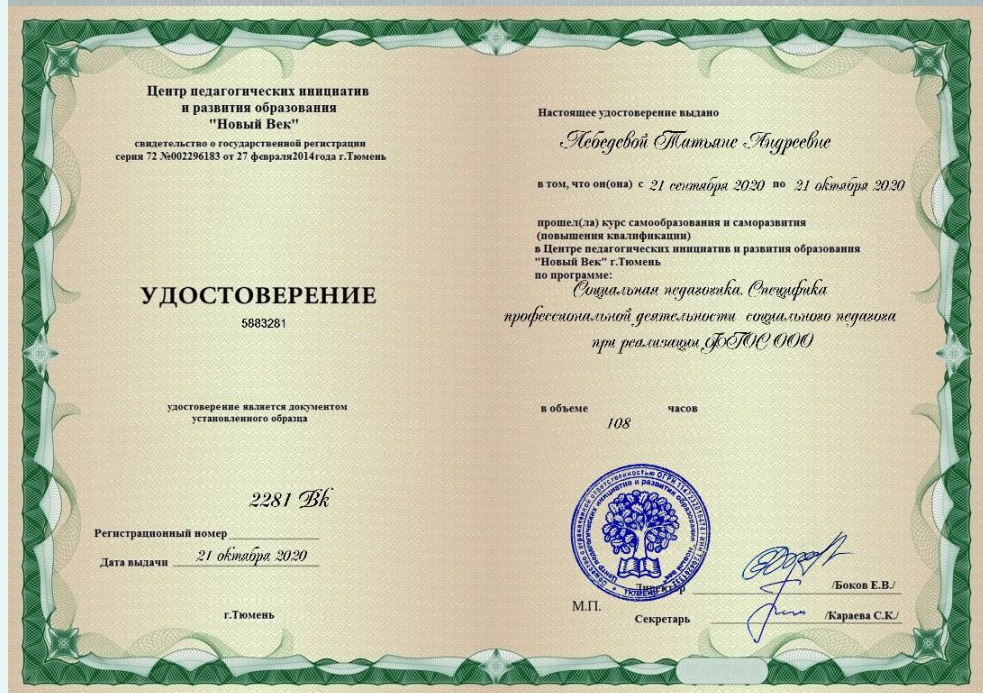 Центр педагогических инициатив
и развития образования
"Новый Век"
свидетельство о государственной регистрации
серия 72 №002296183 от 27 февраля2014года г.Тюмень
УДОСТОВЕРЕНИЕ
5883281
удостоверение является документом
установленного образца
2281 Вк
Регистрационный номер
Дата выдачи 21 октября 2020
г.Тюмень
Настоящее удостоверение выдано
Лебедевой Татьяне Андреевне
в том, что он(она) с 21 сентября 2020 по 21 октября 2020
прошел(ла) курс самообразования и саморазвития
(повышения квалификации)
в Центре педагогических инициатив и развития образования
"Новый Век" г.Тюмень
по программе:
Социальная педагогика. Специфика
профессиональной деятельности социального педагога
при реализации ФГОС ООО
в объеме часов
108
М.П.
Директор /Боков Е.В./
Секретарь /Караева С.К./